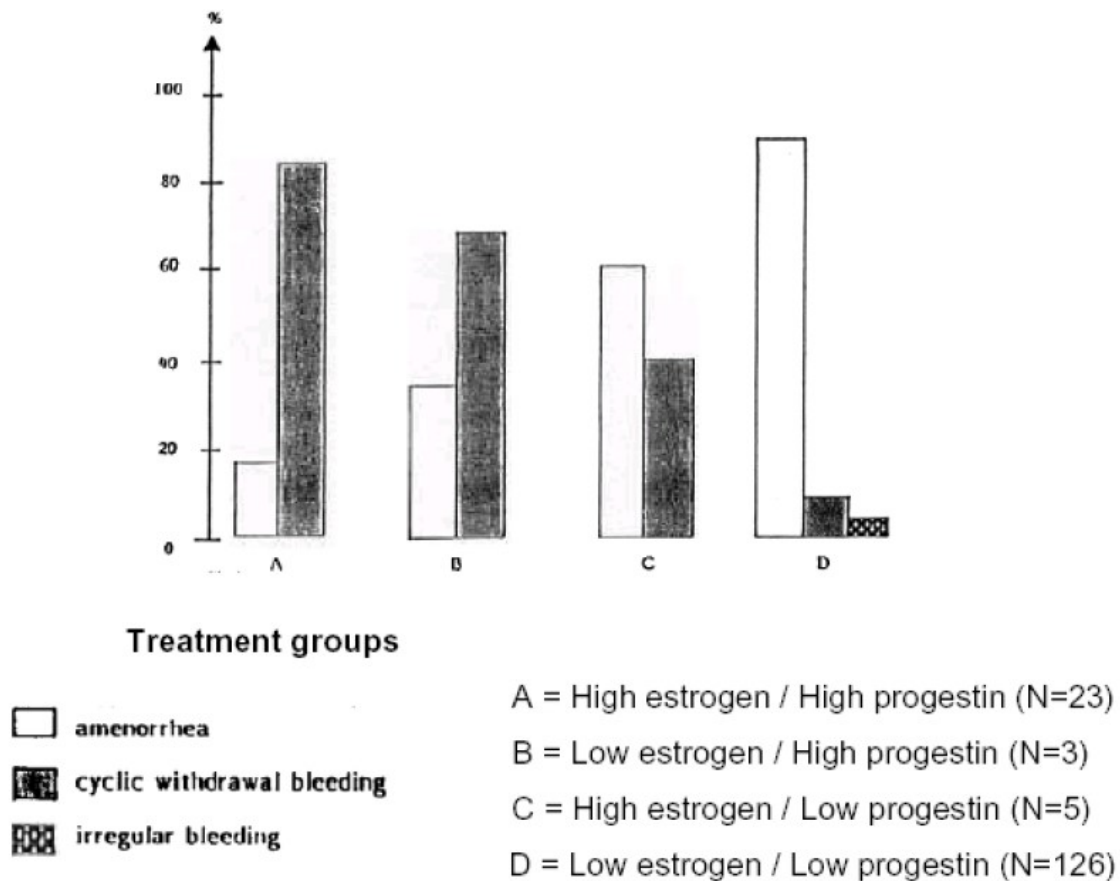 %
100
80
60
40
20
0
A B C D
Treatment groups
amenorrhea
cyclic withdrawal bleeding
irregular bleeding
A = High estrogen / High progestin (N=23)
B = Low estrogen / High progestin (N=3)
C = High estrogen / Low progestin (N=5)
D = Low estrogen / Low progestin (N=126)